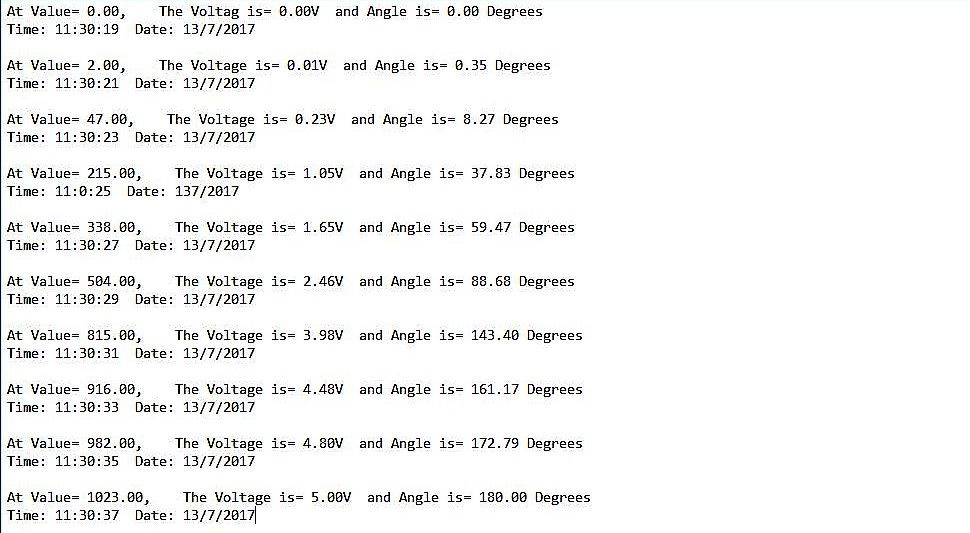 At Value= 0.00,    The Voltag is= 0.00V  and Angle is= 0.00 Degrees
Time: 11:30:19  Date: 13/7/2017
At Value= 2.00,    The Voltage is= 0.01V  and Angle is= 0.35 Degrees
Time: 11:30:21  Date: 13/7/2017
At Value= 47.00,    The Voltage is= 0.23V  and Angle is= 8.27 Degrees
Time: 11:30:23  Date: 13/7/2017
At Value= 215.00,    The Voltage is= 1.05V  and Angle is= 37.83 Degrees
Time: 11:0:25  Date: 137/2017
At Value= 338.00,    The Voltage is= 1.65V  and Angle is= 59.47 Degrees
Time: 11:30:27  Date: 13/7/2017
At Value= 504.00,    The Voltage is= 2.46V  and Angle is= 88.68 Degrees
Time: 11:30:29  Date: 13/7/2017
At Value= 815.00,    The Voltage is= 3.98V  and Angle is= 143.40 Degrees
Time: 11:30:31  Date: 13/7/2017
At Value= 916.00,    The Voltage is= 4.48V  and Angle is= 161.17 Degrees
Time: 11:30:33  Date: 13/7/2017
At Value= 982.00,    The Voltage is= 4.80V  and Angle is= 172.79 Degrees
Time: 11:30:35  Date: 13/7/2017
At Value= 1023.00,    The Voltage is= 5.00V  and Angle is= 180.00 Degrees
Time: 11:30:37  Date: 13/7/2017